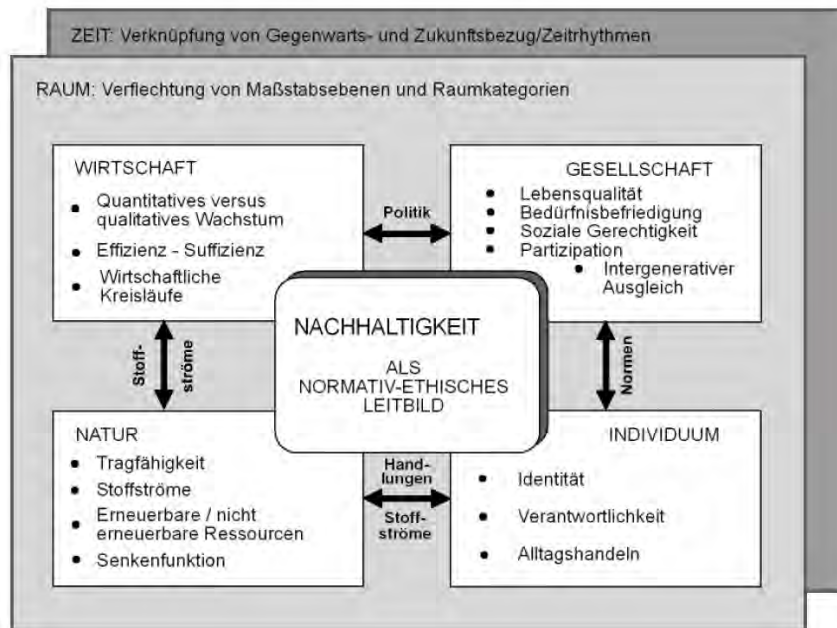 ZEIT: Verknüpfung von Gegenwarts- und Zukunftsbezug/Zeitrhythmen
RAUM: Verflechtung von Maßstabsebenen und Raumkategorien
WIRTSCHAFT
• Quantitatives versus
qualitatives Wachstum
• Effizienz - Suffizienz
• Wirtschaftliche
Kreisläufe
Politik
GESELLSCHAFT
• Lebensqualität
• Bedürfnisbefriedigung
• Soziale Gerechtigkeit
• Partizipation
• Intergenerativer
Ausgleich
NACHHALTIGKEIT
ALS
NORMATIV-ETHISCHES
LEITBILD
Stoff-
ströme
Normen
NATUR
• Tragfähigkeit
• Stoffströme
• Erneuerbare / nicht
erneuerbare Ressourcen
• Senkenfunktion
Hand-
lungen
Stoff-
ströme
INDIVIDUUM
• Identität
• Verantwortlichkeit
• Alltagshandeln